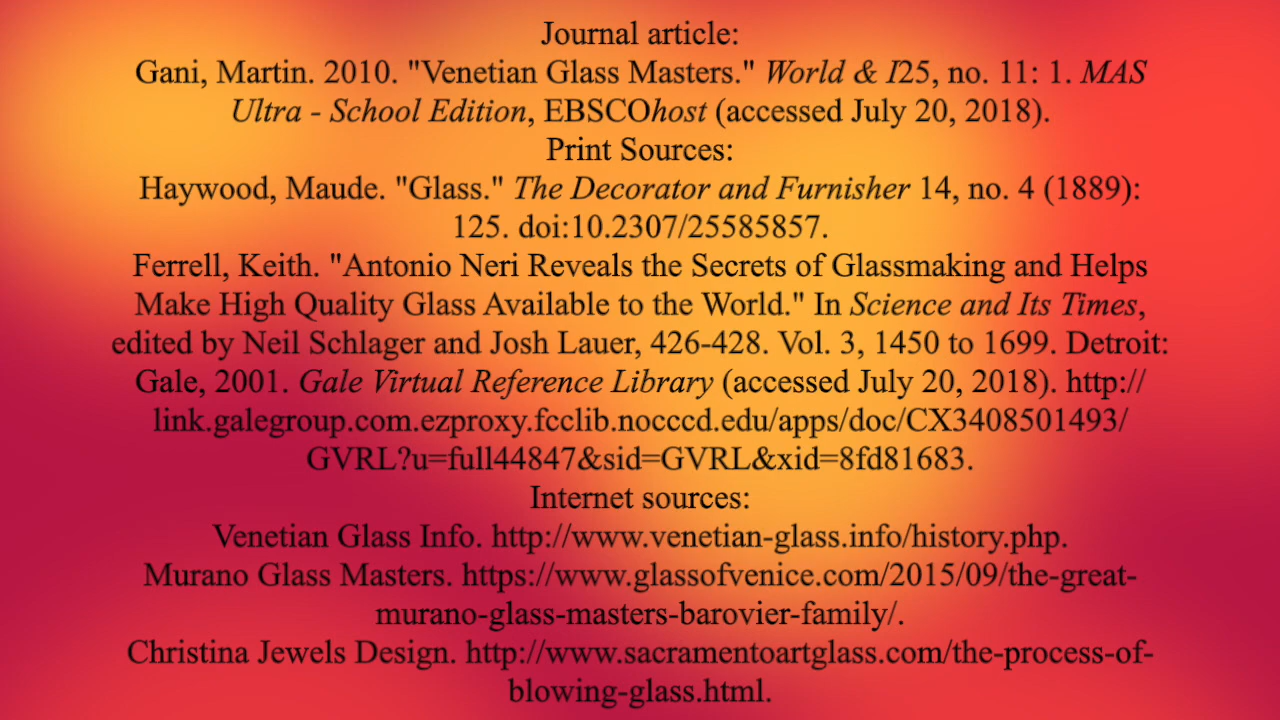 Journal article:
Gani, Martin. 2010. "Venetian Glass Masters." World & I25, no. 11: 1. MAS
Ultra - School Edition, EBSCOhost (accessed July 20, 2018).
Print Sources:
Haywood, Maude. "Glass." The Decorator and Furnisher 14, no. 4 (1889):
125. doi:10.2307/25585857.
Ferrell, Keith. "Antonio Neri Reveals the Secrets of Glassmaking and Helps
Make High Quality Glass Available to the World." In Science and Its Times,
edited by Neil Schlager and Josh Lauer, 426-428. Vol. 3, 1450 to 1699. Detroit:
Gale, 2001. Gale Virtual Reference Library (accessed July 20, 2018). http://
link.galegroup.com.ezproxy.fcclib.nocccd.edu/apps/doc/CX3408501493/
GVRL?u=full44847&sid=GVRL&xid=8fd81683.
Internet sources:
Venetian Glass Info. http://www.venetian-glass.info/history.php.
Murano Glass Masters. https://www.glassofvenice.com/2015/09/the-great-
murano-glass-masters-barovier-family/.
Christina Jewels Design. http://www.sacramentoartglass.com/the-process-of-
blowing-glass.html.